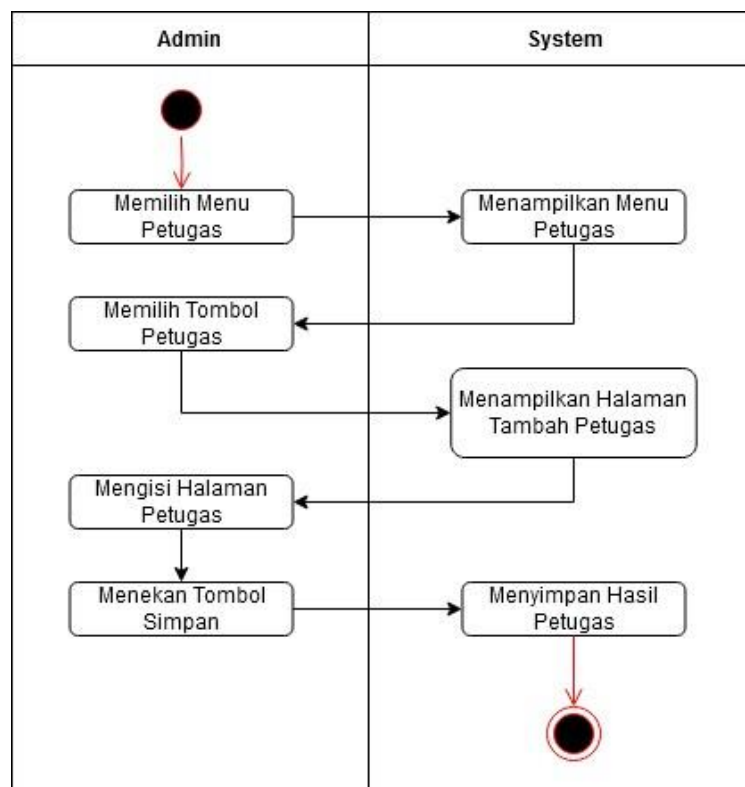 Admin
System
Memilih Menu
Petugas
Menampilkan Menu
Petugas
Memilih Tombol
Petugas
Menampilkan Halaman
Tambah Petugas
Mengisi Halaman
Petugas
Menekan Tombol
Simpan
Menyimpan Hasil
Petugas